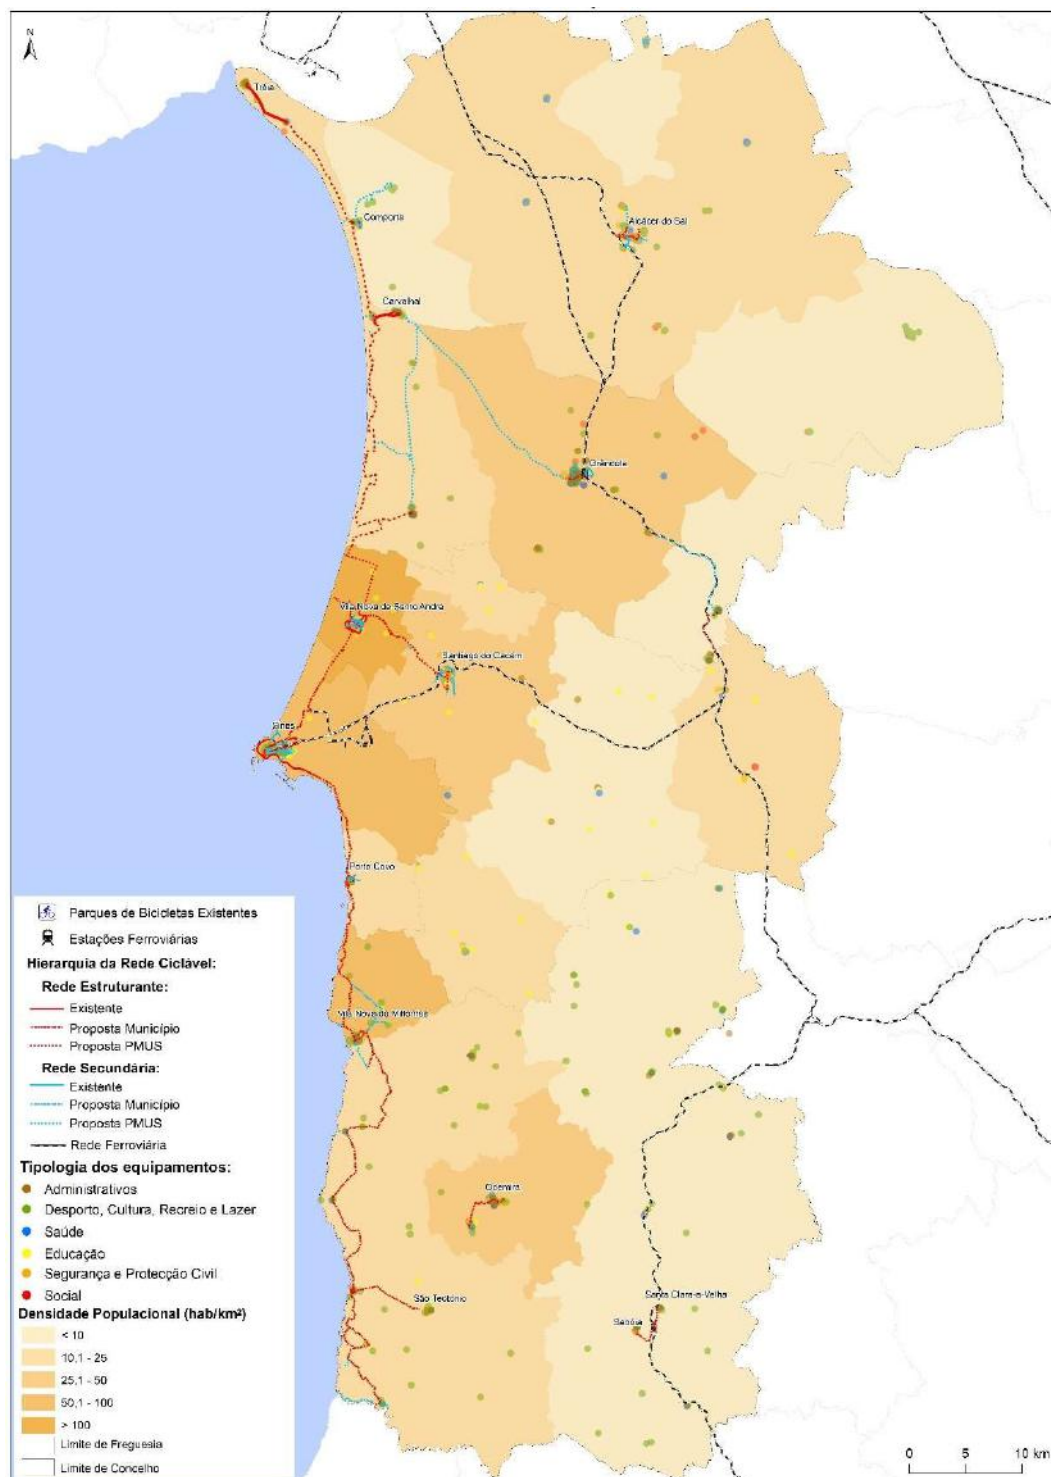 N
Tróia
Comporta
Alcácer do Sal
Carvalhal
Grândola
Vila Nova de Santo André
Santiago do Cacém
Sines
Porto Covo
Vila Nova de Milfontes
Odemira
São Teotónio
Santa Clara-a-Velha
Sabóia
Parques de Bicicletas Existentes
Estações Ferroviárias
Hierarquia da Rede Ciclável:
Rede Estruturante:
Existente
Proposta Município
Proposta PMUS
Rede Secundária:
Existente
Proposta Município
Proposta PMUS
Rede Ferroviária
Tipologia dos equipamentos:
Administrativos
Desporto, Cultura, Recreio e Lazer
Saúde
Educação
Segurança e Protecção Civil
Social
Densidade Populacional (hab/km²)
< 10
10,1 - 25
25,1 - 50
50,1 - 100
> 100
Limite de Freguesia
Limite de Concelho
0 5 10 km